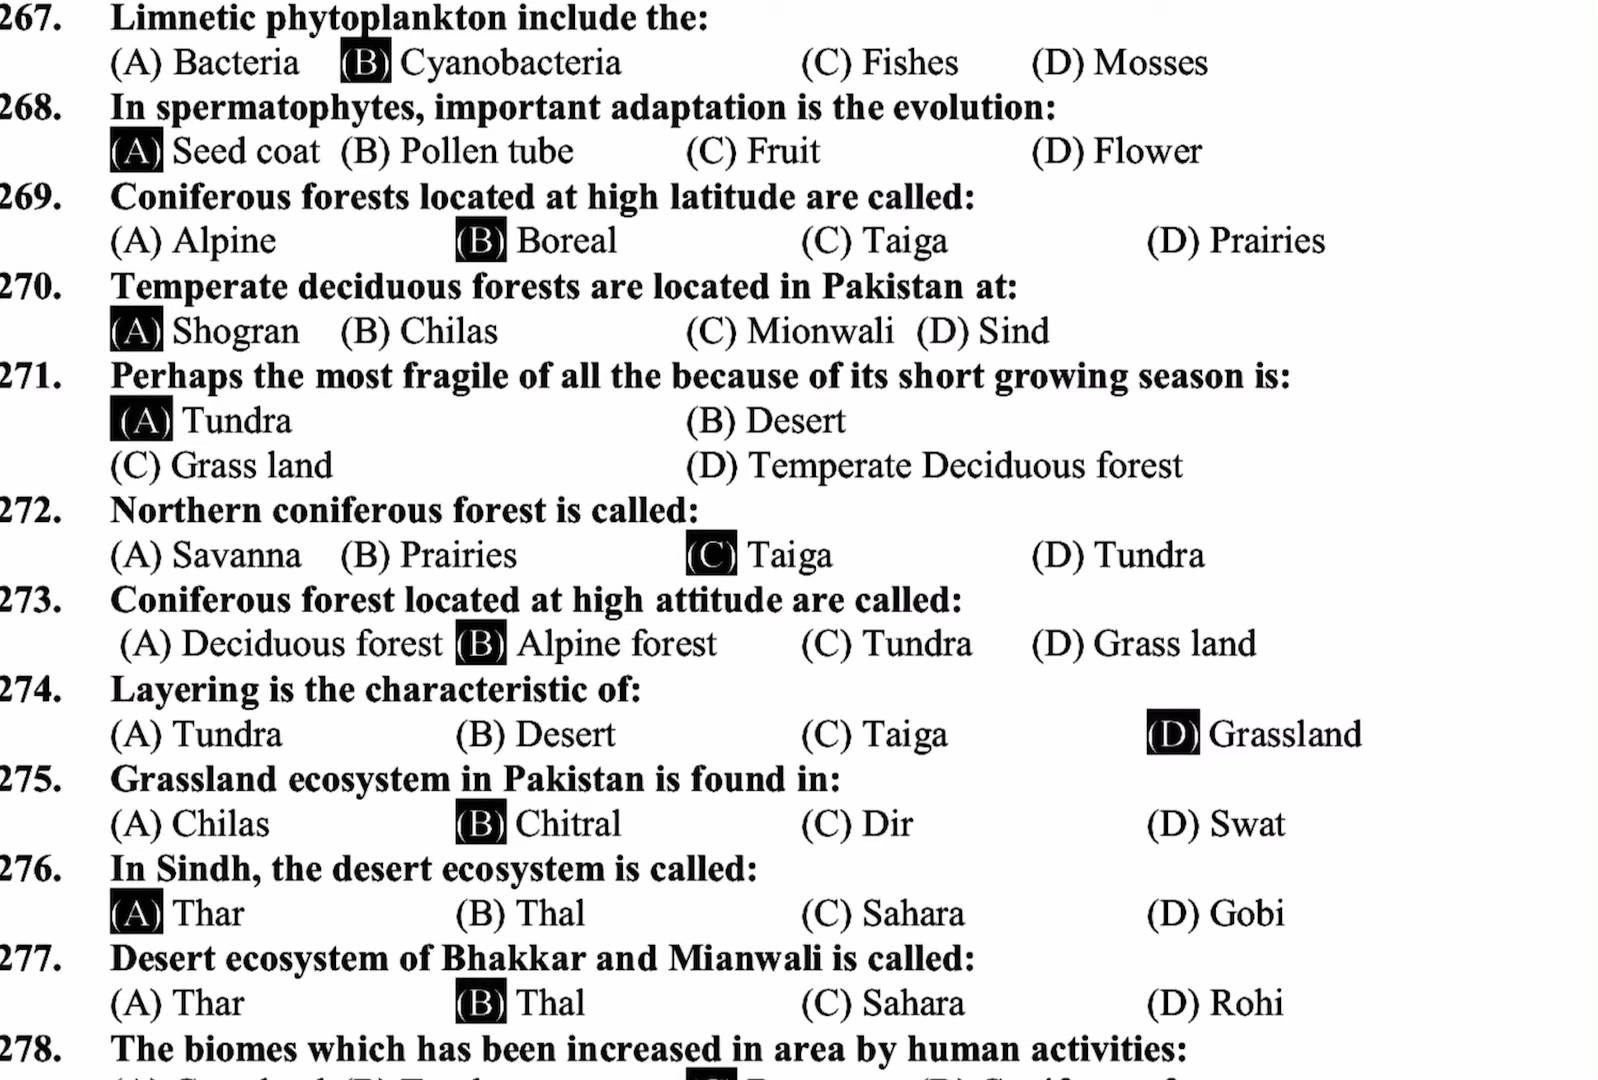 267. Limnetic phytoplankton include the:
(A) Bacteria (B) Cyanobacteria (C) Fishes (D) Mosses
268. In spermatophytes, important adaptation is the evolution:
(A) Seed coat (B) Pollen tube (C) Fruit (D) Flower
269. Coniferous forests located at high latitude are called:
(A) Alpine (B) Boreal (C) Taiga (D) Prairies
270. Temperate deciduous forests are located in Pakistan at:
(A) Shogran (B) Chilas (C) Mionwali (D) Sind
271. Perhaps the most fragile of all the because of its short growing season is:
(A) Tundra (B) Desert
(C) Grass land (D) Temperate Deciduous forest
272. Northern coniferous forest is called:
(A) Savanna (B) Prairies (C) Taiga (D) Tundra
273. Coniferous forest located at high attitude are called:
(A) Deciduous forest (B) Alpine forest (C) Tundra (D) Grass land
274. Layering is the characteristic of:
(A) Tundra (B) Desert (C) Taiga (D) Grassland
275. Grassland ecosystem in Pakistan is found in:
(A) Chilas (B) Chitral (C) Dir (D) Swat
276. In Sindh, the desert ecosystem is called:
(A) Thar (B) Thal (C) Sahara (D) Gobi
277. Desert ecosystem of Bhakkar and Mianwali is called:
(A) Thar (B) Thal (C) Sahara (D) Rohi
278. The biomes which has been increased in area by human activities: